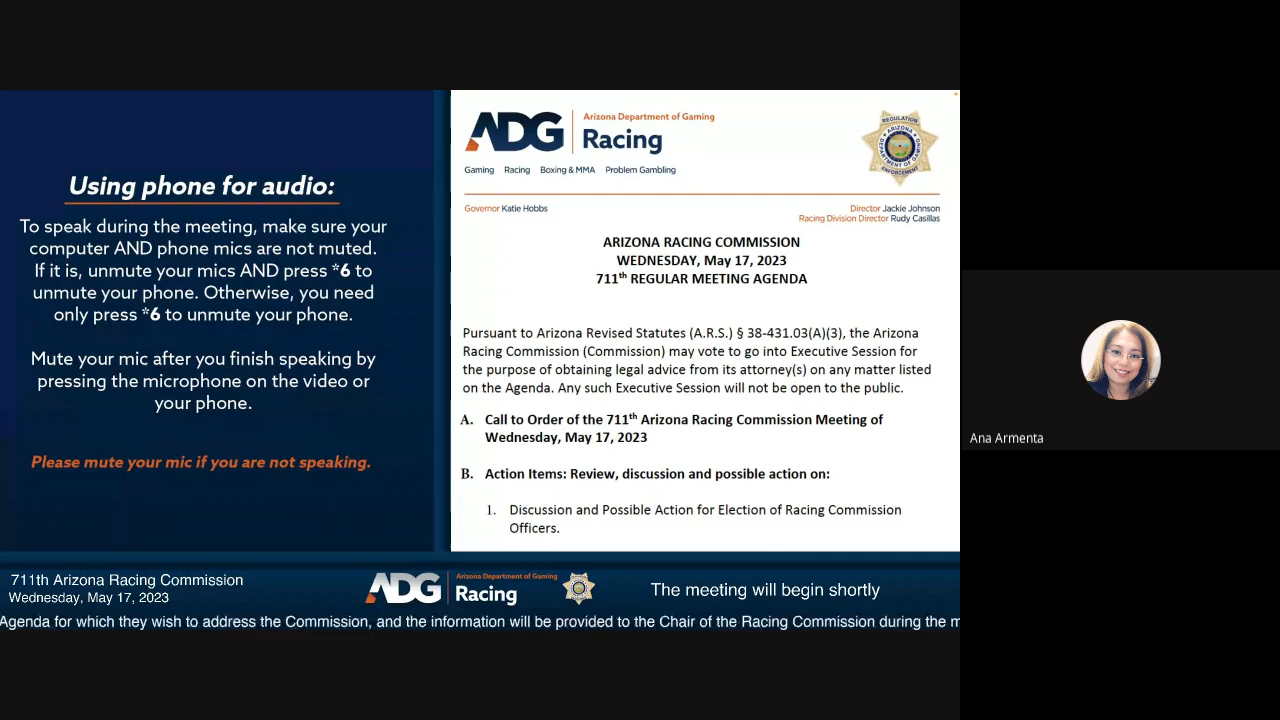 Using phone for audio:
To speak during the meeting, make sure your
computer AND phone mics are not muted.
If it is, unmute your mics AND press *6 to
unmute your phone. Otherwise, you need
only press *6 to unmute your phone.
Mute your mic after you finish speaking by
pressing the microphone on the video or
your phone.
Please mute your mic if you are not speaking.
ADG
Arizona Department of Gaming
Racing
Gaming Racing Boxing & MMA Problem Gambling
REGULATION
ARIZONA
DEPARTMENT OF GAMING
ENFORCEMENT
Governor Katie Hobbs
Director Jackie Johnson
Racing Division Director Rudy Casillas
ARIZONA RACING COMMISSION
WEDNESDAY, May 17, 2023
711th REGULAR MEETING AGENDA
Pursuant to Arizona Revised Statutes (A.R.S.) § 38-431.03(A)(3), the Arizona
Racing Commission (Commission) may vote to go into Executive Session for
the purpose of obtaining legal advice from its attorney(s) on any matter listed
on the Agenda. Any such Executive Session will not be open to the public.
A. Call to Order of the 711th Arizona Racing Commission Meeting of
Wednesday, May 17, 2023
B. Action Items: Review, discussion and possible action on:
1. Discussion and Possible Action for Election of Racing Commission
Officers.
Ana Armenta
711th Arizona Racing Commission
Wednesday, May 17, 2023
ADG
Arizona Department of Gaming
Racing
The meeting will begin shortly
Agenda for which they wish to address the Commission, and the information will be provided to the Chair of the Racing Commission during the m